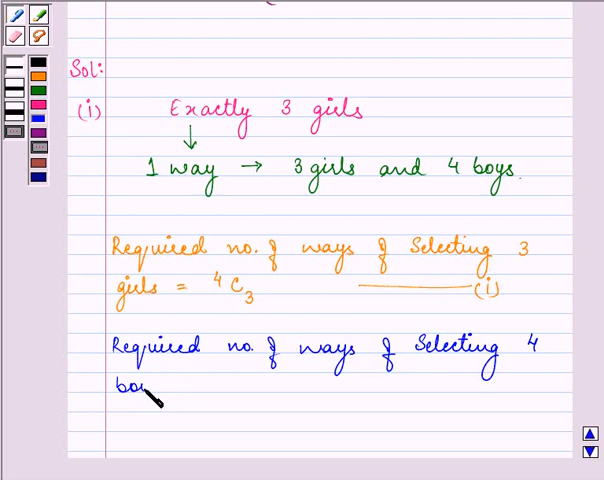 Sol:
(i) Exactly 3 girls
1 way → 3 girls and 4 boys.
Required no. of ways of Selecting 3
girls = ⁴C₃ ———— (i)
Required no. of ways of Selecting 4
boy